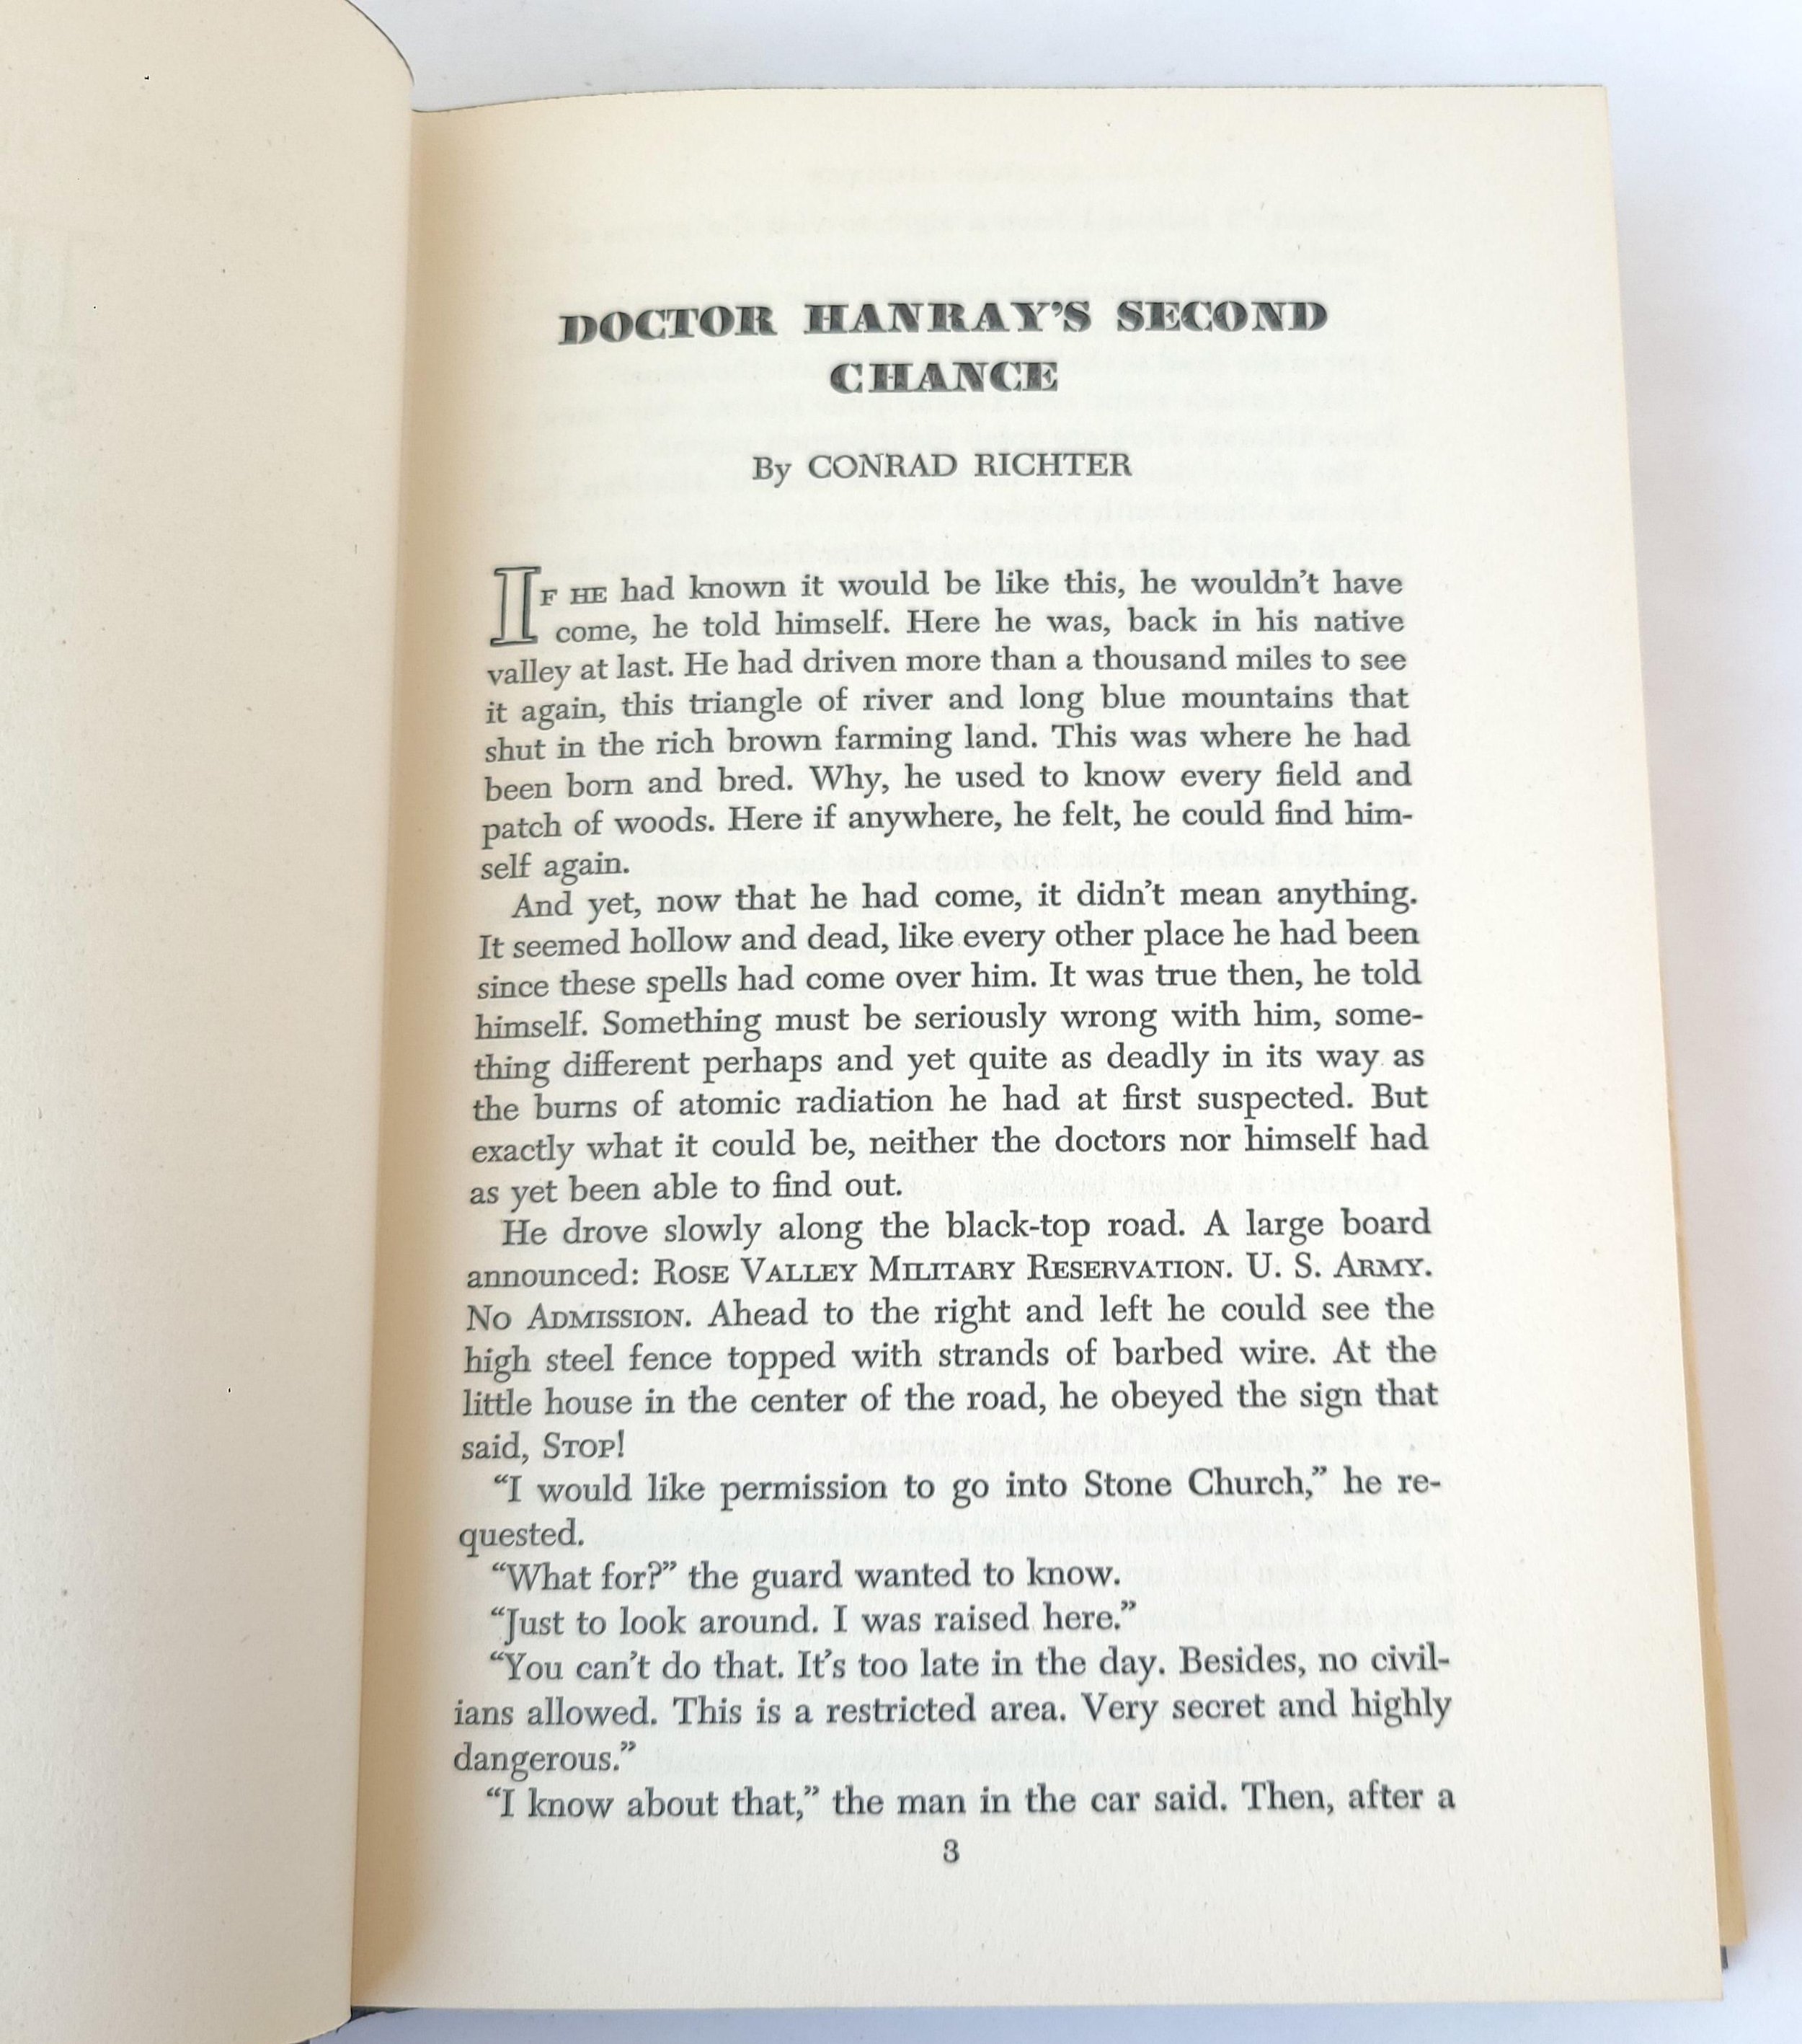 DOCTOR HANRAY'S SECOND
CHANCE
By CONRAD RICHTER
IF HE had known it would be like this, he wouldn't have
come, he told himself. Here he was, back in his native
valley at last. He had driven more than a thousand miles to see
it again, this triangle of river and long blue mountains that
shut in the rich brown farming land. This was where he had
been born and bred. Why, he used to know every field and
patch of woods. Here if anywhere, he felt, he could find him-
self again.
And yet, now that he had come, it didn't mean anything.
It seemed hollow and dead, like every other place he had been
since these spells had come over him. It was true then, he told
himself. Something must be seriously wrong with him, some-
thing different perhaps and yet quite as deadly in its way as
the burns of atomic radiation he had at first suspected. But
exactly what it could be, neither the doctors nor himself had
as yet been able to find out.
He drove slowly along the black-top road. A large board
announced: ROSE VALLEY MILITARY RESERVATION. U. S. ARMY.
NO ADMISSION. Ahead to the right and left he could see the
high steel fence topped with strands of barbed wire. At the
little house in the center of the road, he obeyed the sign that
said, STOP!
“I would like permission to go into Stone Church,” he re-
quested.
“What for?” the guard wanted to know.
“Just to look around. I was raised here.”
“You can't do that. It's too late in the day. Besides, no civil-
ians allowed. This is a restricted area. Very secret and highly
dangerous.”
“I know about that,” the man in the car said. Then, after a
3